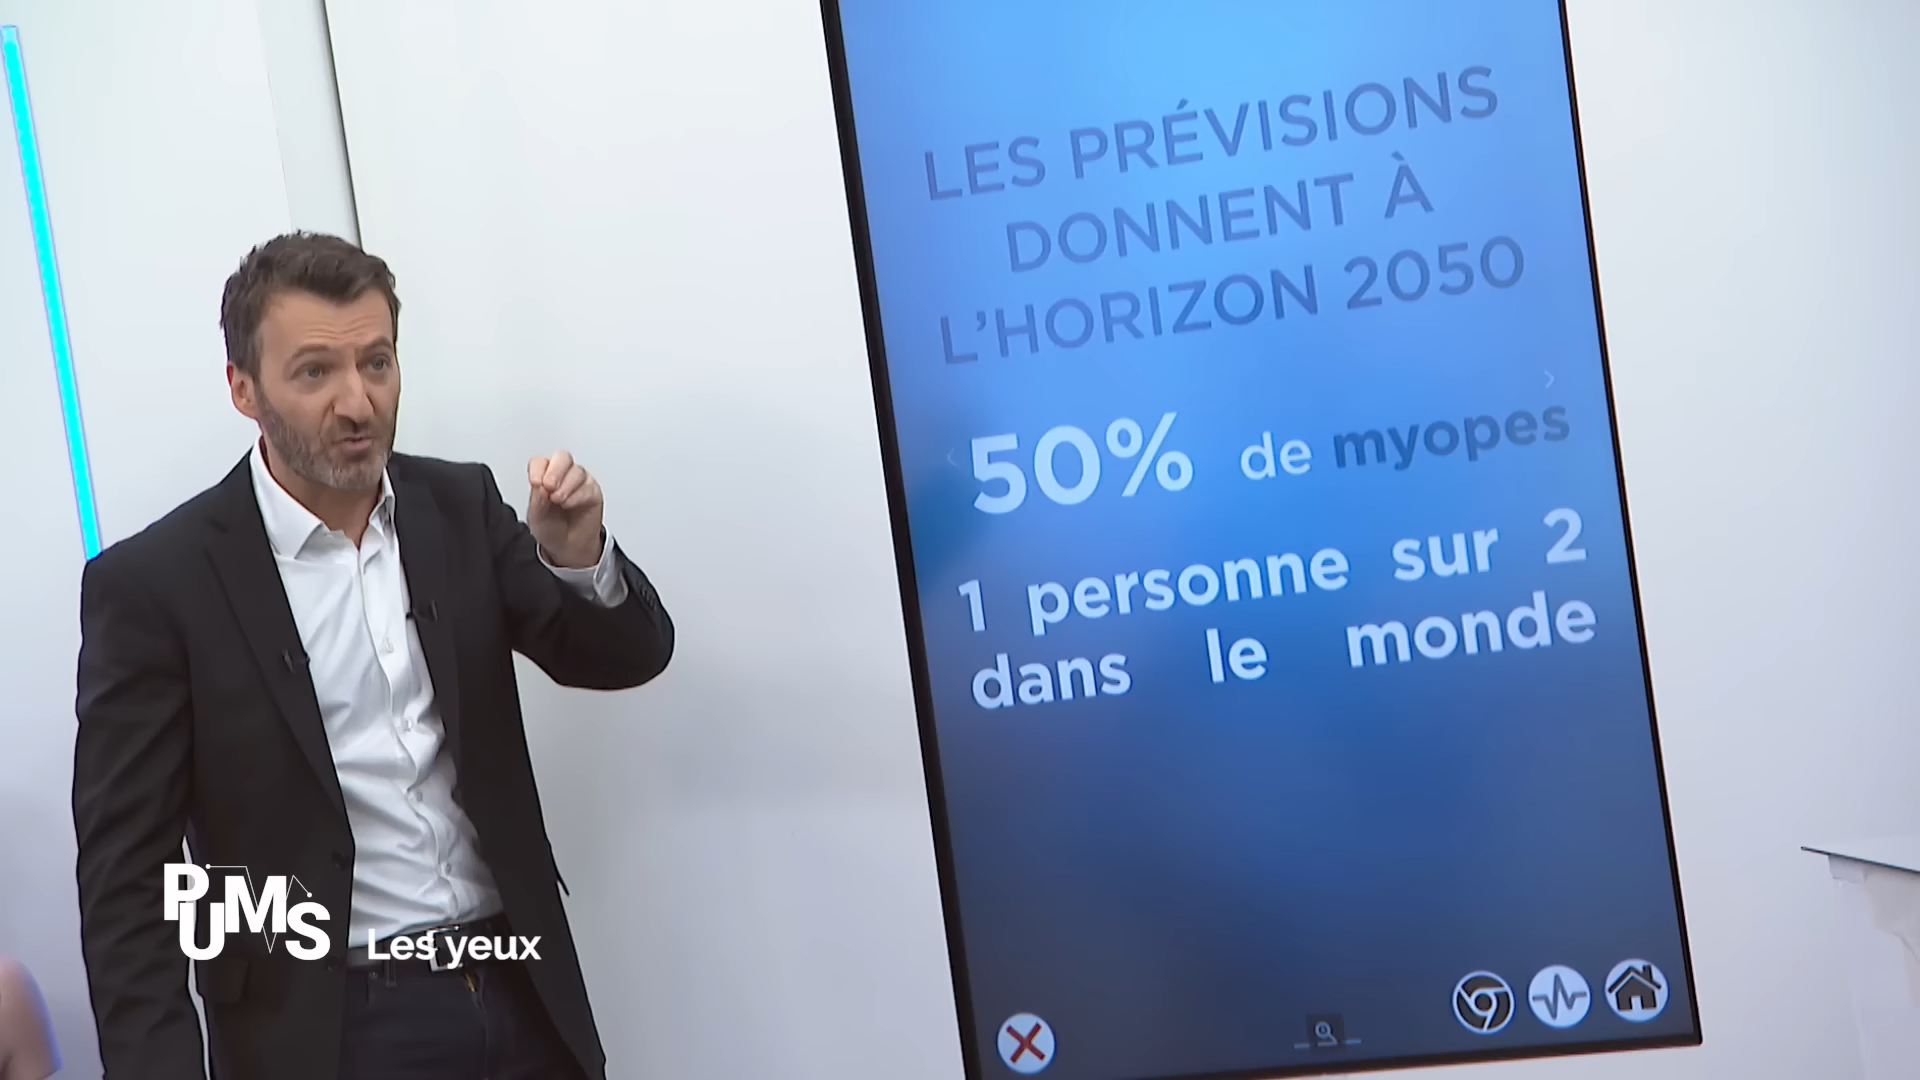 LES PRÉVISIONS
DONNENT À
L'HORIZON 2050
50% de myopes
1 personne sur 2
dans le monde
PUMS
Les yeux